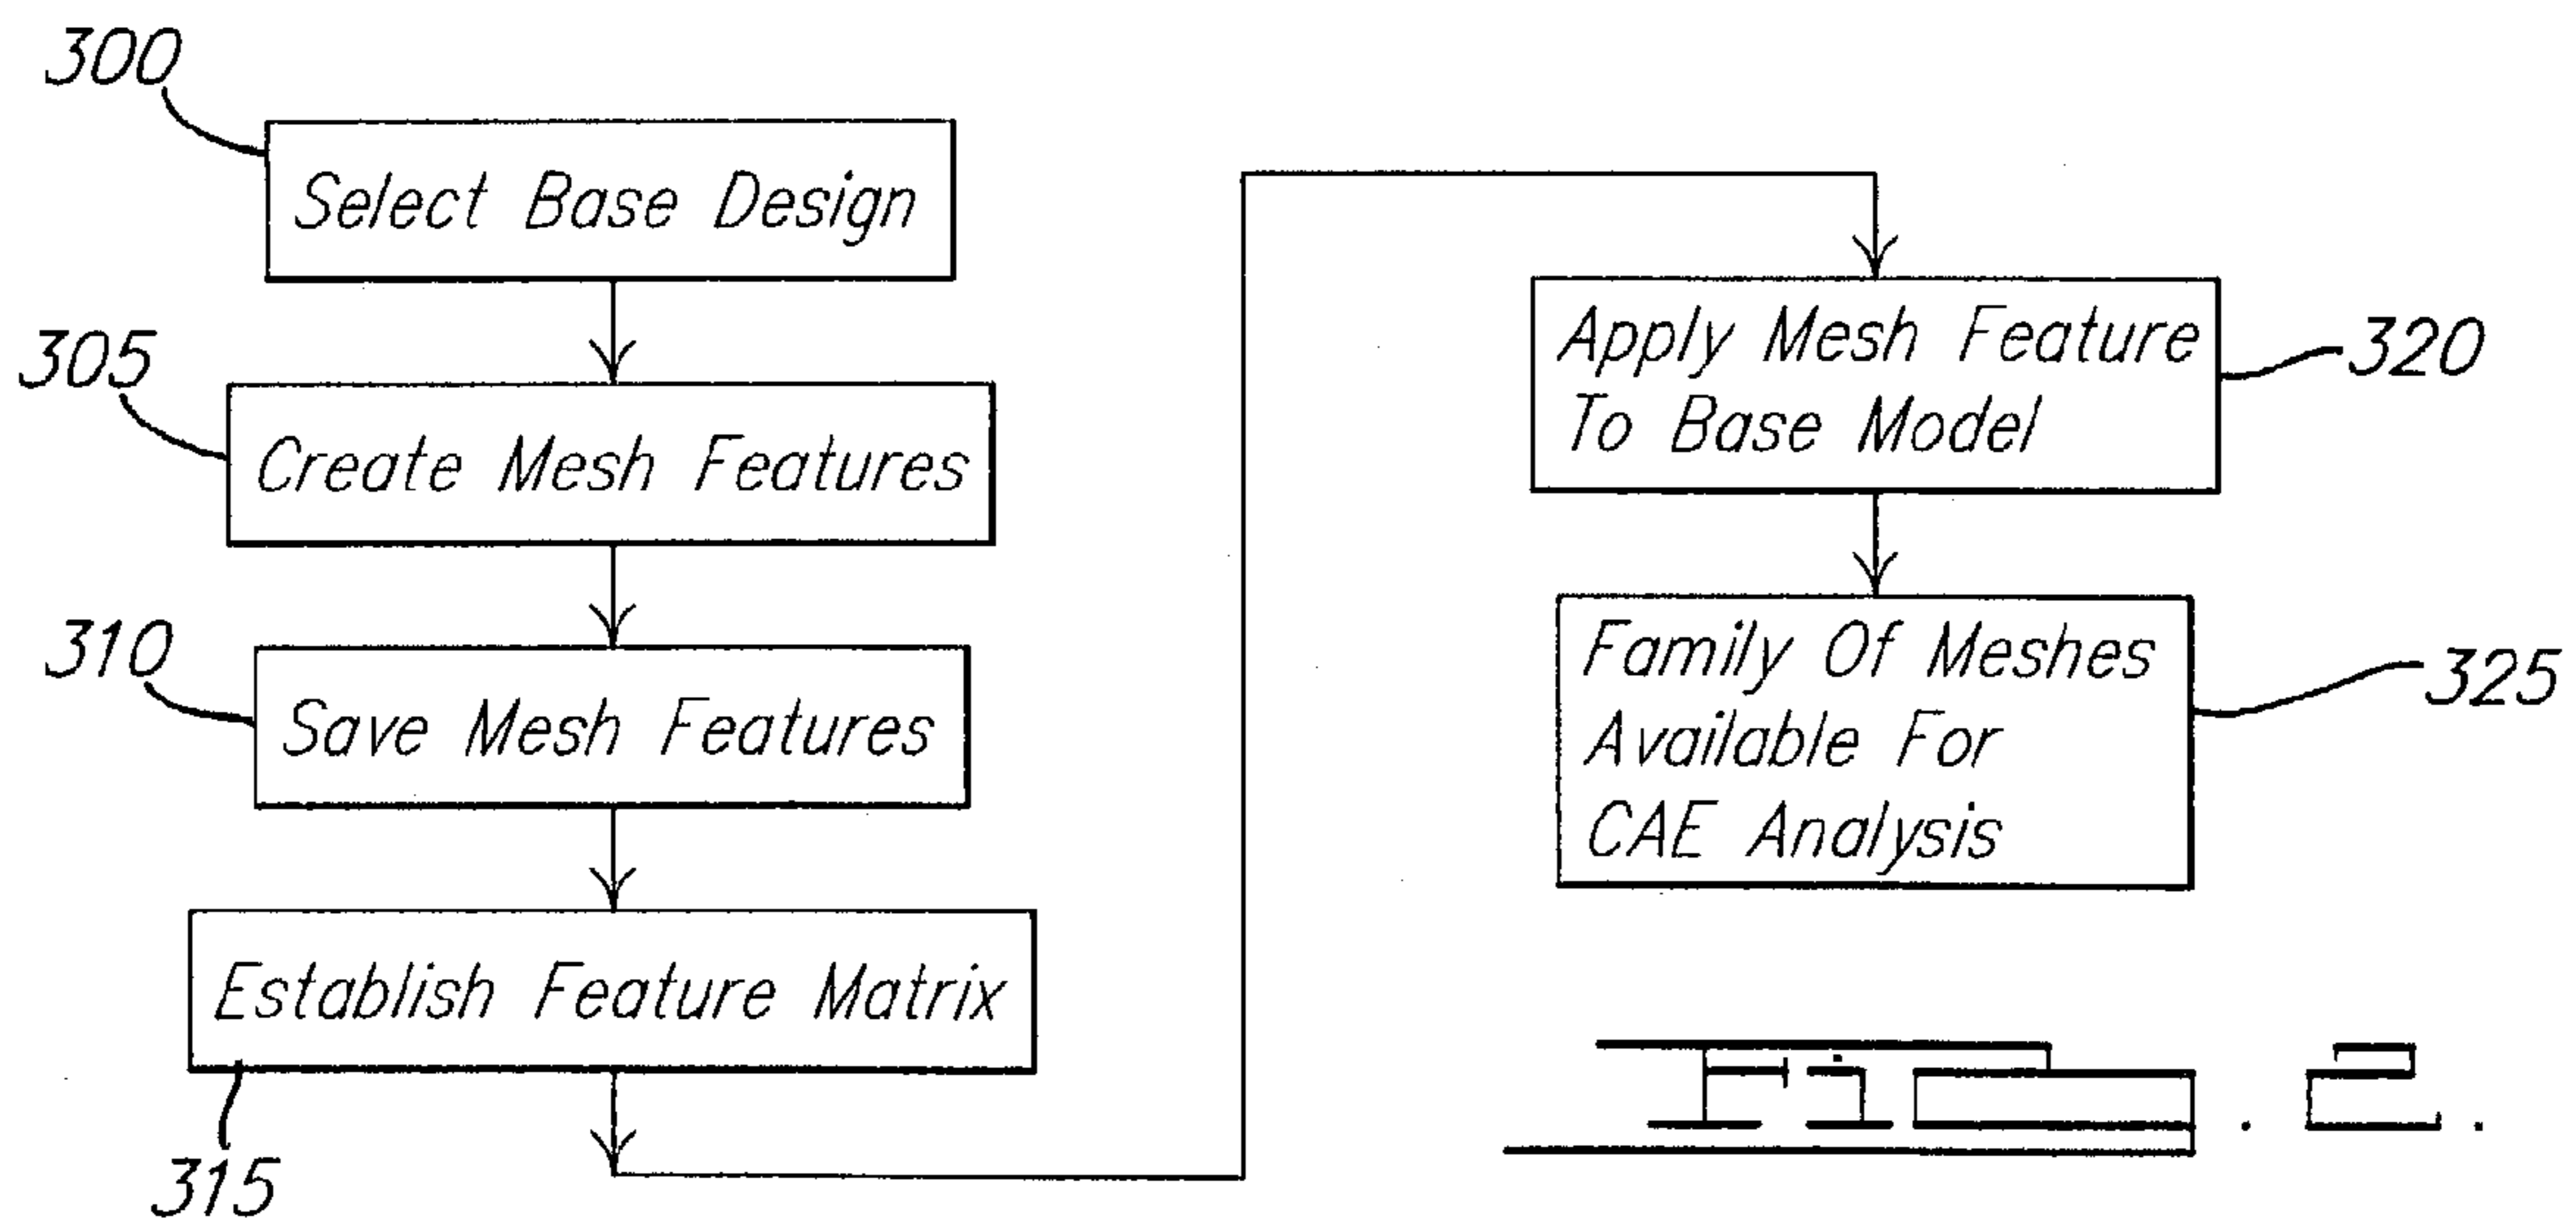 300
Select Base Design
305
Create Mesh Features
310
Save Mesh Features
Establish Feature Matrix
315
Apply Mesh Feature
To Base Model
320
Family Of Meshes
Available For
CAE Analysis
325
Fig. 2.